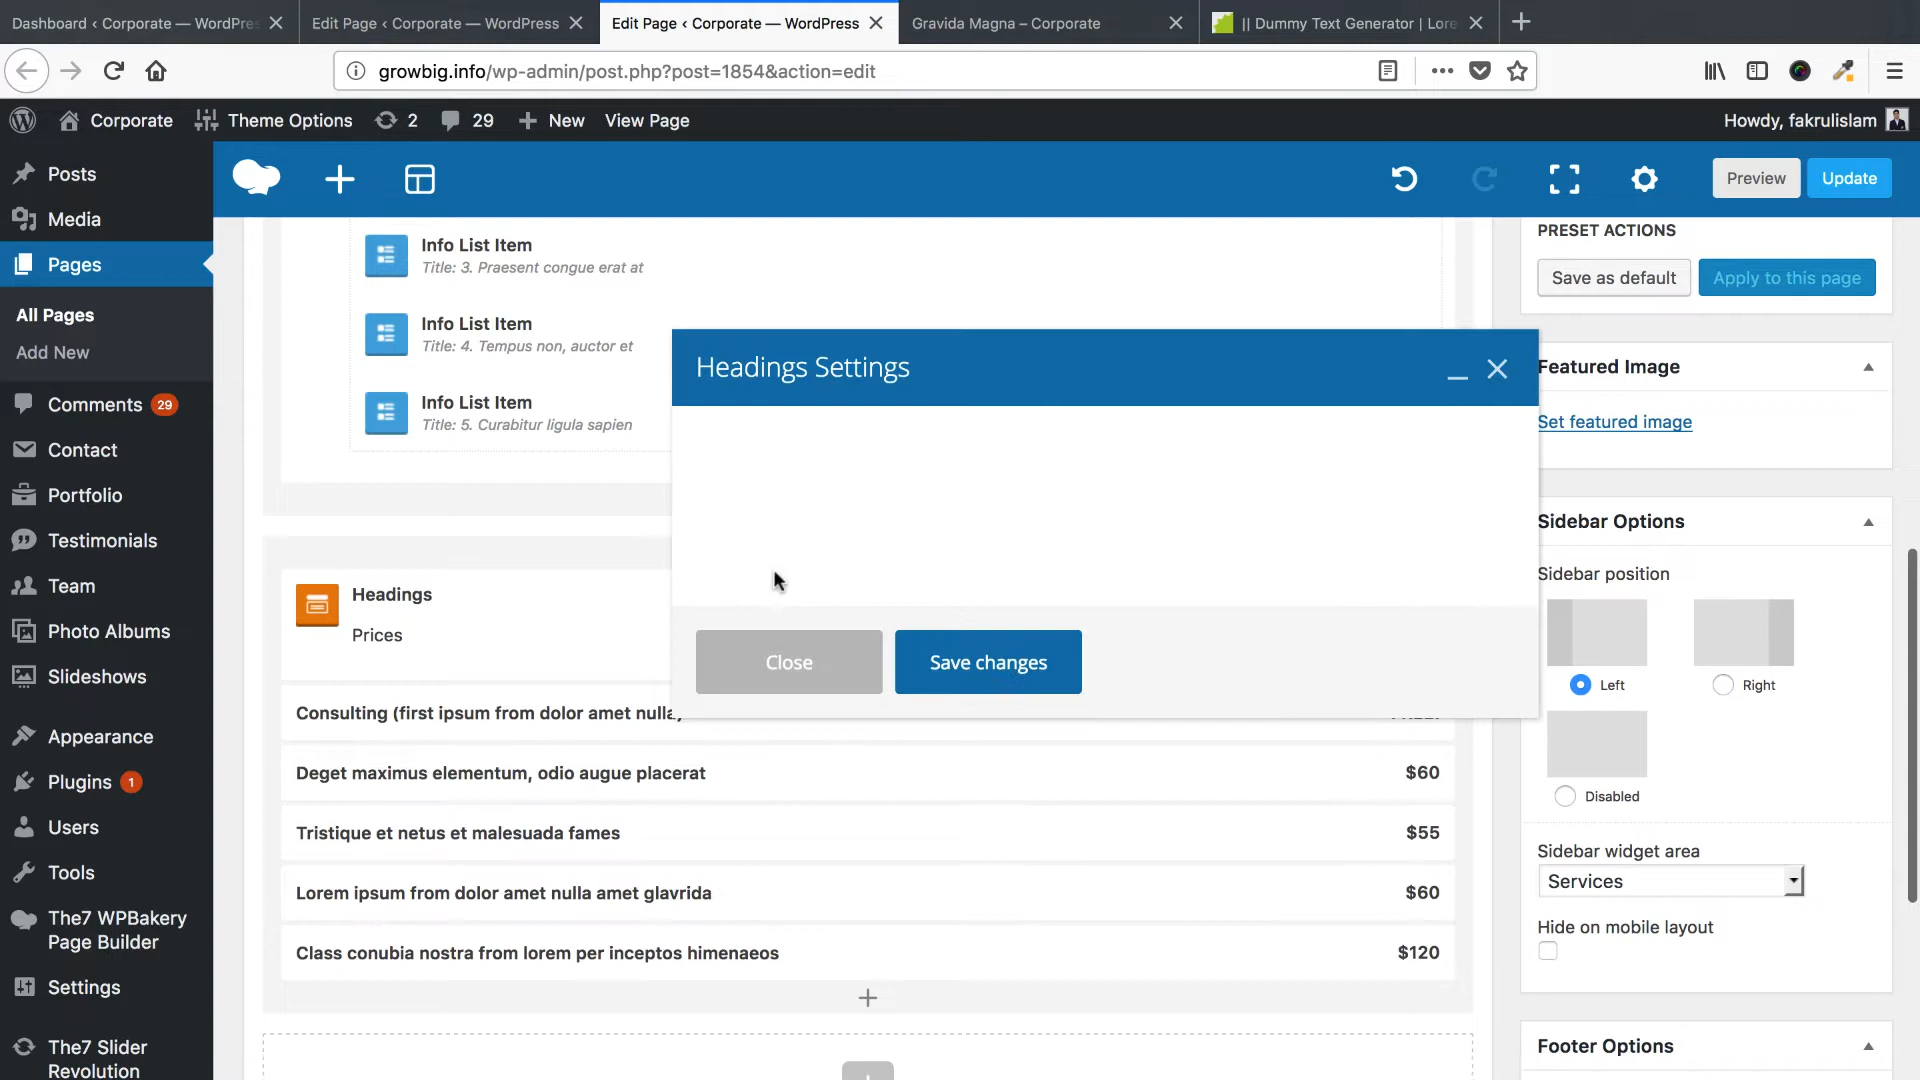 Dashboard ‹ Corporate — WordPre
Edit Page ‹ Corporate — WordPress
Edit Page ‹ Corporate — WordPress
Gravida Magna – Corporate
|| Dummy Text Generator | Lore
growbig.info/wp-admin/post.php?post=1854&action=edit
Corporate
Theme Options
2
29
New
View Page
Howdy, fakrulislam
Posts
Media
Pages
All Pages
Add New
Comments 29
Contact
Portfolio
Testimonials
Team
Photo Albums
Slideshows
Appearance
Plugins 1
Users
Tools
The7 WPBakery
Page Builder
Settings
The7 Slider
Revolution
Preview
Update
Info List Item
Title: 3. Praesent congue erat at
Info List Item
Title: 4. Tempus non, auctor et
Info List Item
Title: 5. Curabitur ligula sapien
Headings Settings
Close
Save changes
Headings
Prices
Consulting (first ipsum from dolor amet nulla)
Deget maximus elementum, odio augue placerat
$60
Tristique et netus et malesuada fames
$55
Lorem ipsum from dolor amet nulla amet glavrida
$60
Class conubia nostra from lorem per inceptos himenaeos
$120
PRESET ACTIONS
Save as default
Apply to this page
Featured Image
Set featured image
Sidebar Options
Sidebar position
Left
Right
Disabled
Sidebar widget area
Services
Hide on mobile layout
Footer Options